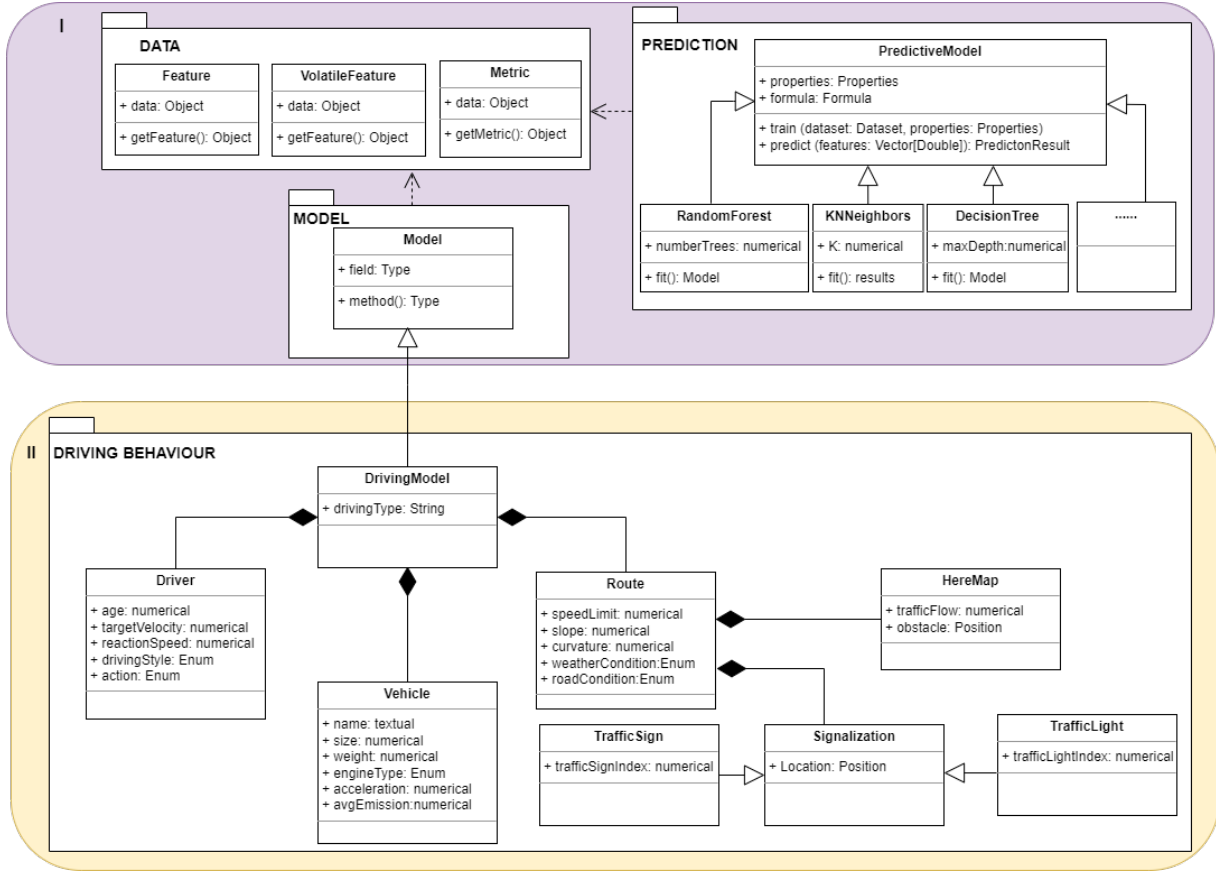 I
DATA
Feature
+ data: Object
+ getFeature(): Object
VolatileFeature
+ data: Object
+ getFeature(): Object
Metric
+ data: Object
+ getMetric(): Object
PREDICTION
PredictiveModel
+ properties: Properties
+ formula: Formula
+ train (dataset: Dataset, properties: Properties)
+ predict (features: Vector[Double]): PredictonResult
RandomForest
+ numberTrees: numerical
+ fit(): Model
KNNeighbors
+ K: numerical
+ fit(): results
DecisionTree
+ maxDepth:numerical
+ fit(): Model
......
MODEL
Model
+ field: Type
+ method(): Type
II
DRIVING BEHAVIOUR
DrivingModel
+ drivingType: String
Driver
+ age: numerical
+ targetVelocity: numerical
+ reactionSpeed: numerical
+ drivingStyle: Enum
+ action: Enum
Vehicle
+ name: textual
+ size: numerical
+ weight: numerical
+ engineType: Enum
+ acceleration: numerical
+ avgEmission:numerical
Route
+ speedLimit: numerical
+ slope: numerical
+ curvature: numerical
+ weatherCondition:Enum
+ roadCondition:Enum
HereMap
+ trafficFlow: numerical
+ obstacle: Position
TrafficSign
+ trafficSignIndex: numerical
Signalization
+ Location: Position
TrafficLight
+ trafficLightIndex: numerical